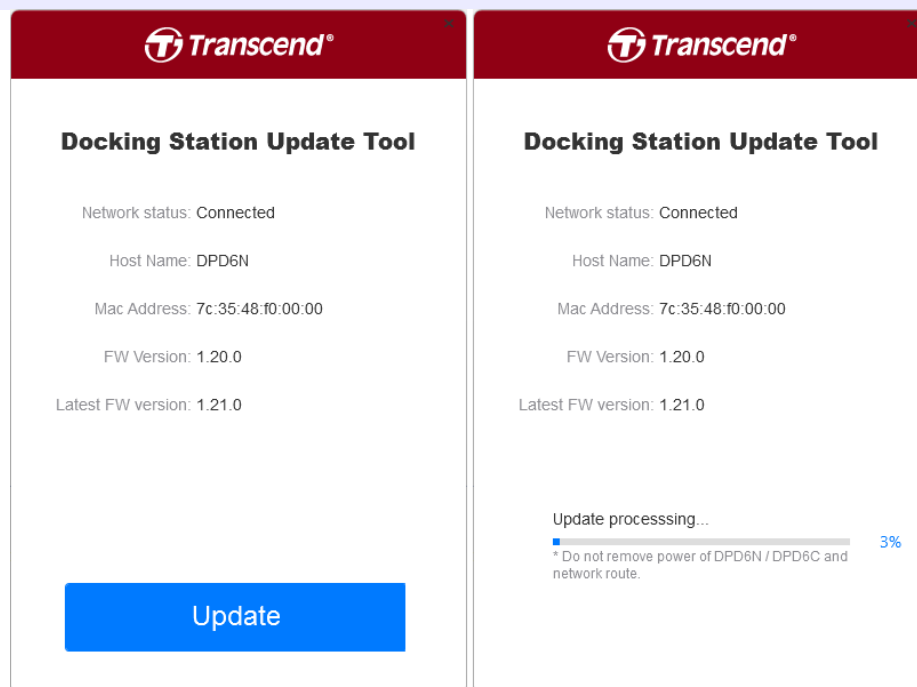 Transcend®
Docking Station Update Tool
Network status: Connected
Host Name: DPD6N
Mac Address: 7c:35:48:f0:00:00
FW Version: 1.20.0
Latest FW version: 1.21.0
Update
Transcend®
Docking Station Update Tool
Network status: Connected
Host Name: DPD6N
Mac Address: 7c:35:48:f0:00:00
FW Version: 1.20.0
Latest FW version: 1.21.0
Update processsing...
3%
* Do not remove power of DPD6N / DPD6C and
network route.